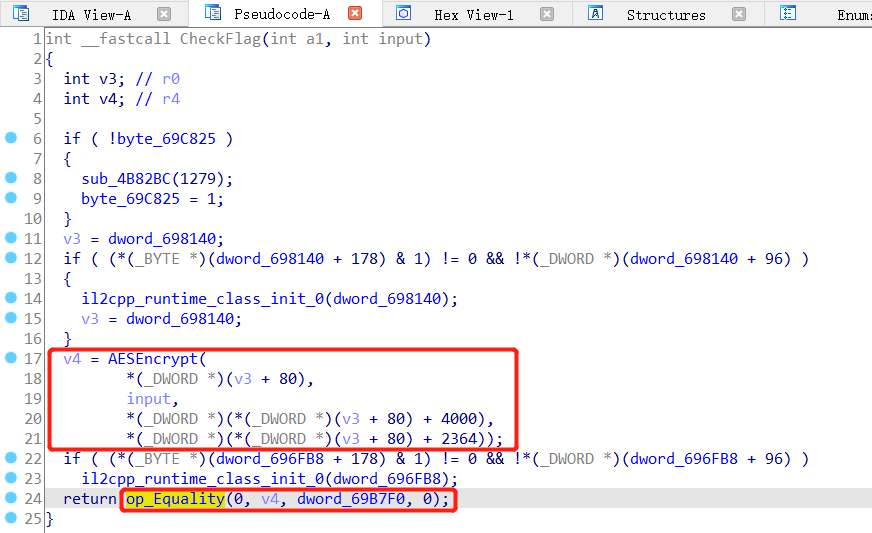 IDA View-A Pseudocode-A Hex View-1 Structures Enums
1 int __fastcall CheckFlag(int a1, int input)
2 {
3 int v3; // r0
4 int v4; // r4
5
6 if ( !byte_69C825 )
7 {
8 sub_4B82BC(1279);
9 byte_69C825 = 1;
10 }
11 v3 = dword_698140;
12 if ( (*(_BYTE *)(dword_698140 + 178) & 1) != 0 && !*(_DWORD *)(dword_698140 + 96) )
13 {
14 il2cpp_runtime_class_init_0(dword_698140);
15 v3 = dword_698140;
16 }
17 v4 = AESEncrypt(
18 *(_DWORD *)(v3 + 80),
19 input,
20 *(_DWORD *)(*(_DWORD *)(v3 + 80) + 4000),
21 *(_DWORD *)(*(_DWORD *)(v3 + 80) + 2364));
22 if ( (*(_BYTE *)(dword_696FB8 + 178) & 1) != 0 && !*(_DWORD *)(dword_696FB8 + 96) )
23 il2cpp_runtime_class_init_0(dword_696FB8);
24 return op_Equality(0, v4, dword_69B7F0, 0);
25 }